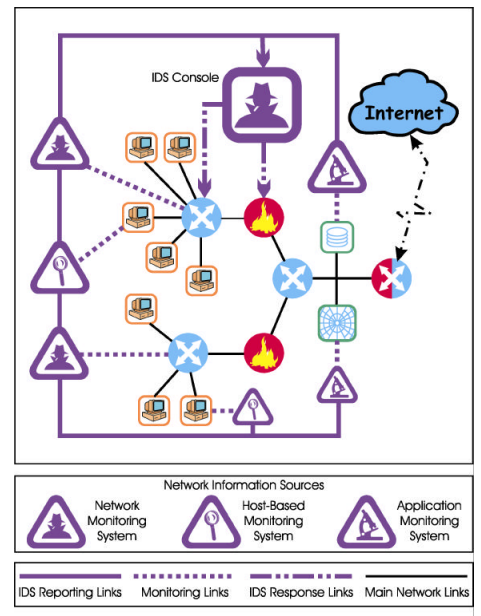 IDS Console
Internet
Network Information Sources
Network
Monitoring
System
Host-Based
Monitoring
System
Application
Monitoring
System
IDS Reporting Links
Monitoring Links
IDS Response Links
Main Network Links